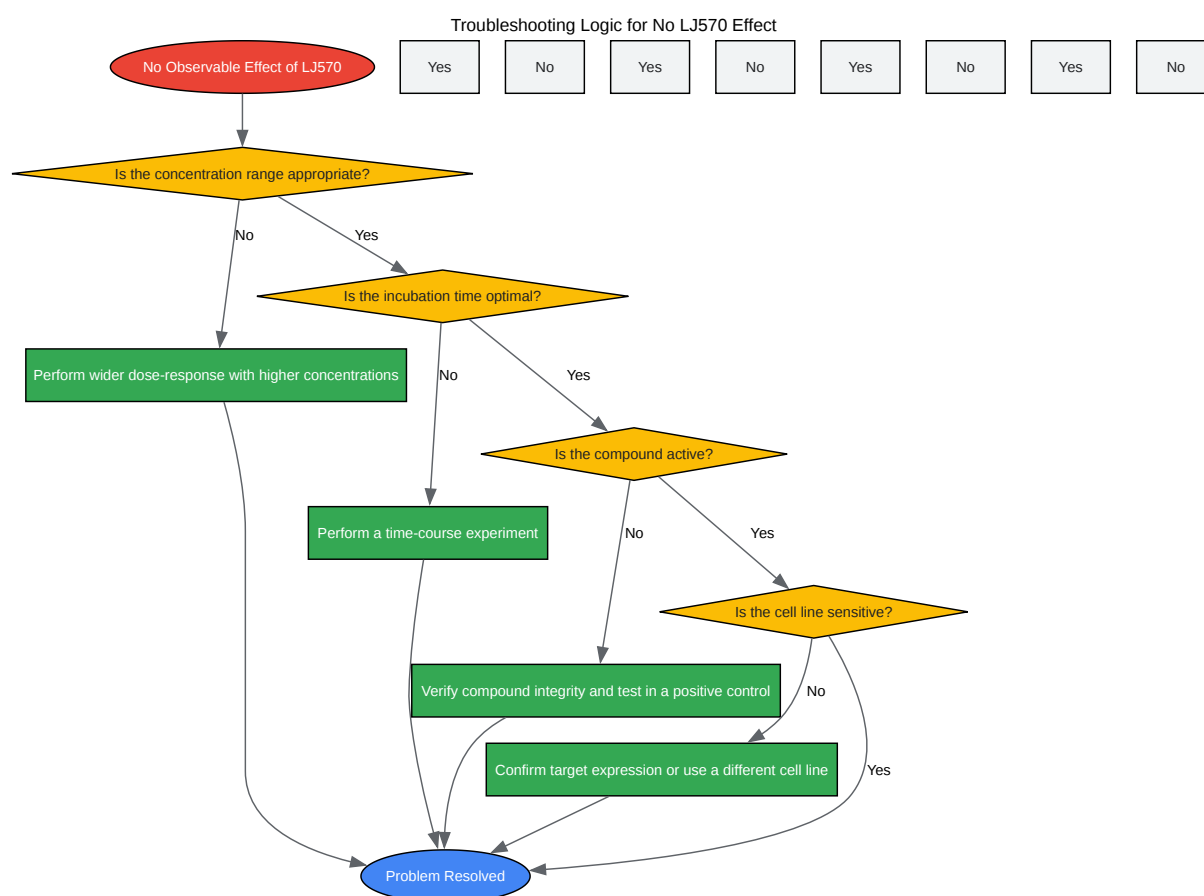 Troubleshooting Logic for No LJ570 Effect
No Observable Effect of LJ570
Yes
No
Yes
No
Yes
No
Yes
No
Is the concentration range appropriate?
No
Yes
Is the incubation time optimal?
Perform wider dose-response with higher concentrations
No
Yes
Is the compound active?
Perform a time-course experiment
No
Yes
Is the cell line sensitive?
Verify compound integrity and test in a positive control
No
Confirm target expression or use a different cell line
Yes
Problem Resolved